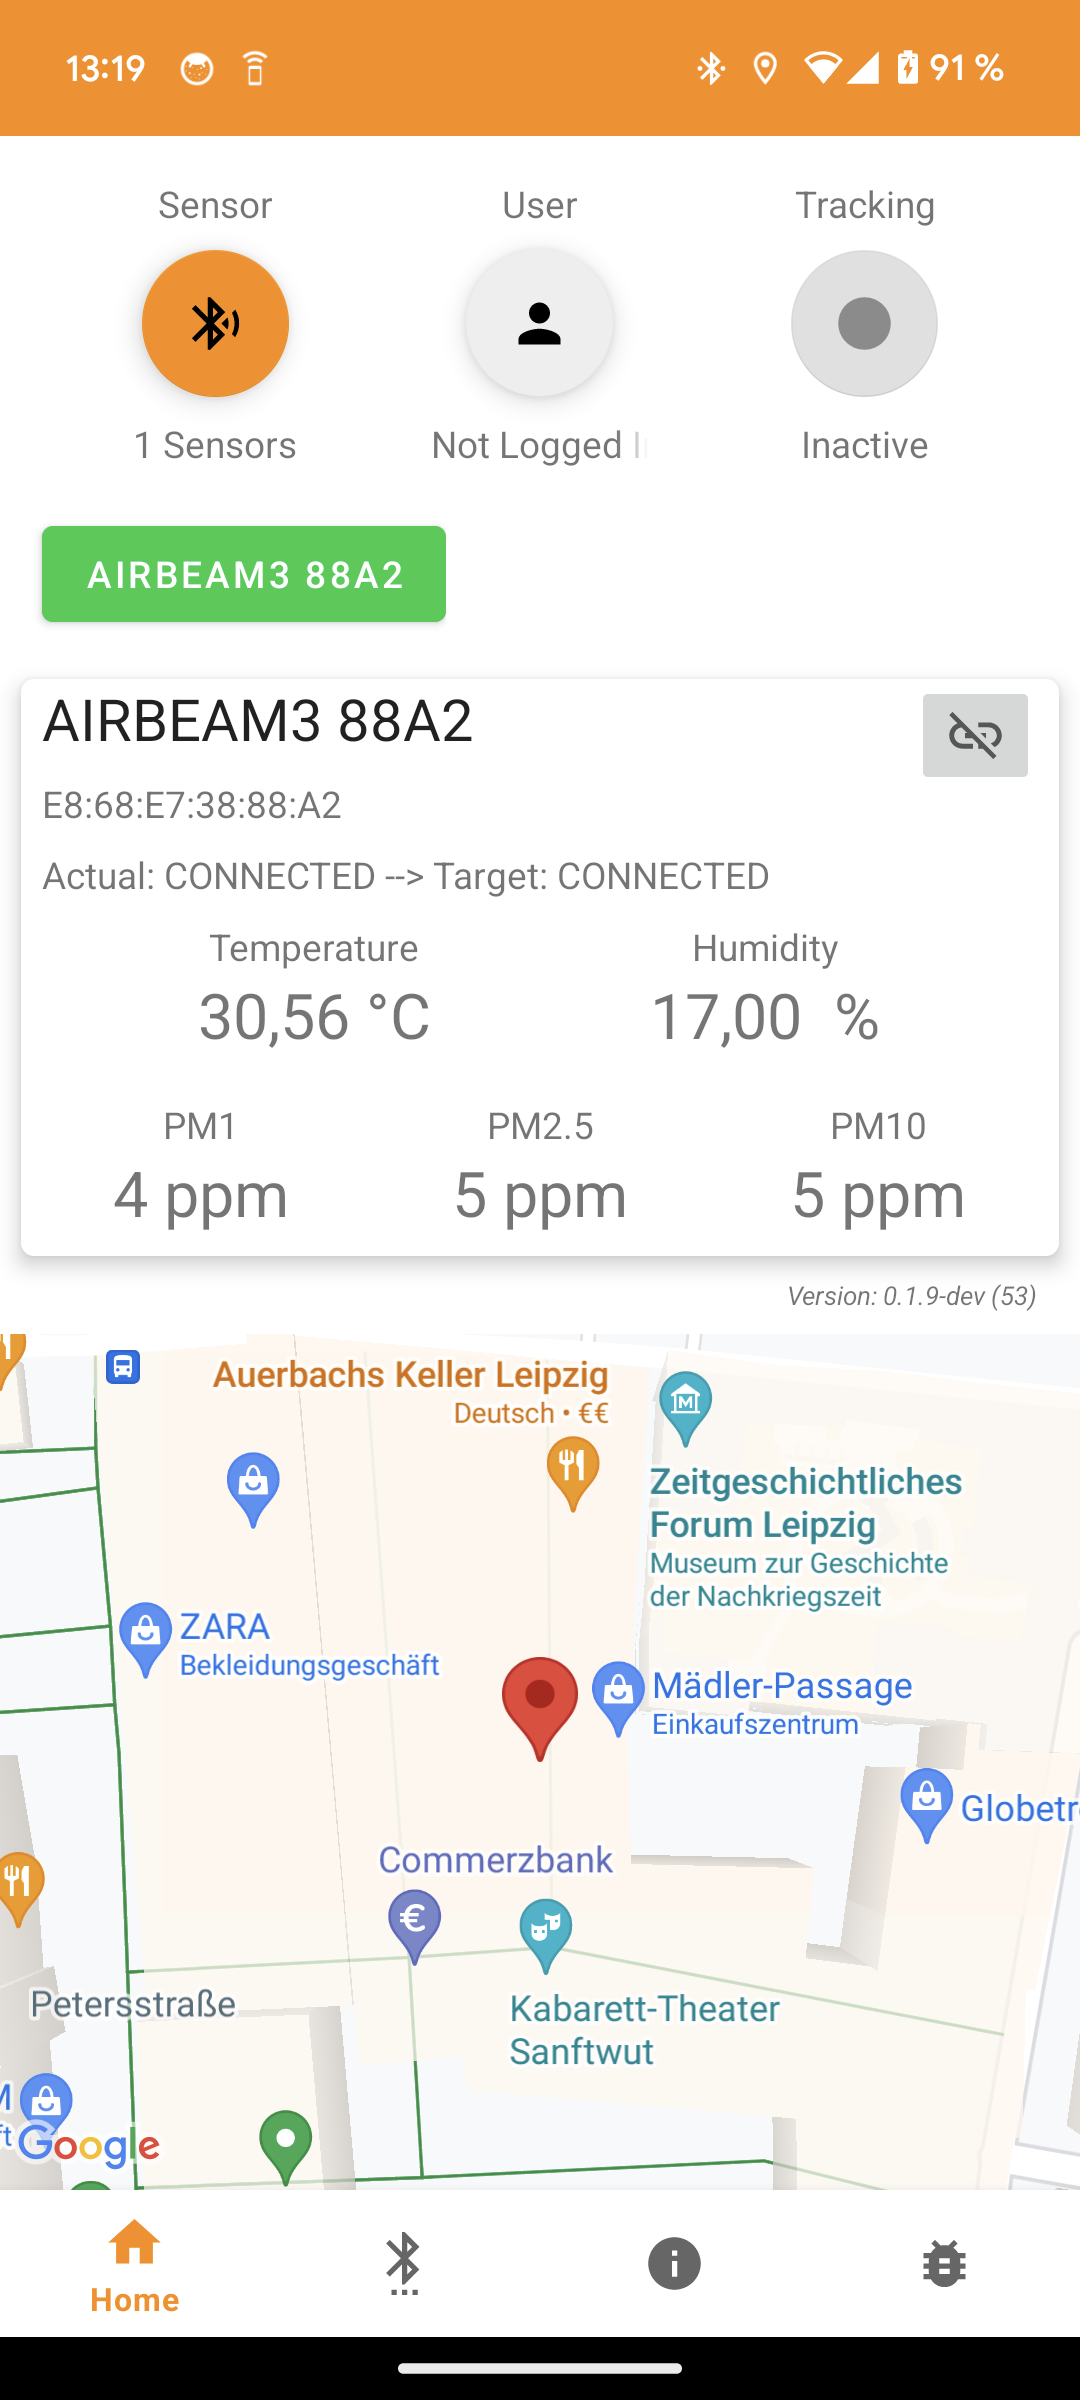 13:19
91 %
Sensor
User
Tracking
1 Sensors
Not Logged
Inactive
AIRBEAM3 88A2
AIRBEAM3 88A2
E8:68:E7:38:88:A2
Actual: CONNECTED --> Target: CONNECTED
Temperature
Humidity
30,56 °C
17,00 %
PM1
PM2.5
PM10
4 ppm
5 ppm
5 ppm
Version: 0.1.9-dev (53)
Auerbachs Keller Leipzig
Deutsch • €€
Zeitgeschichtliches
Forum Leipzig
Museum zur Geschichte
der Nachkriegszeit
ZARA
Bekleidungsgeschäft
Mädler-Passage
Einkaufszentrum
Globetr
Commerzbank
Petersstraße
Kabarett-Theater
Sanftwut
Google
Home